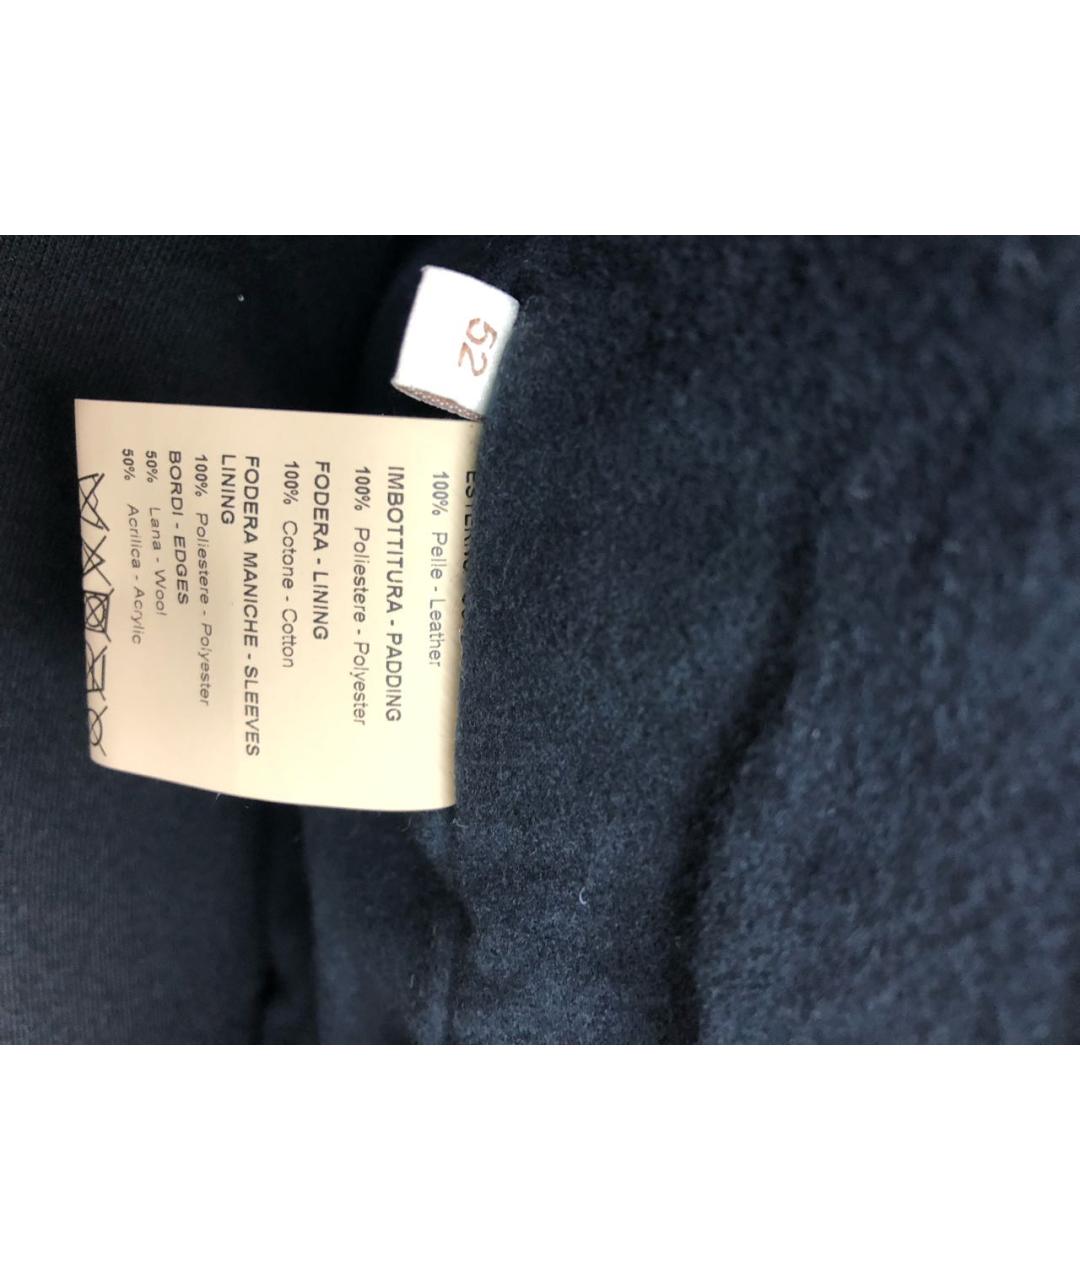 52
100% Pelle - Leather
IMBOTTITURA - PADDING
100% Poliestere - Polyester
FODERA - LINING
100% Cotone - Cotton
FODERA MANICHE - SLEEVES
LINING
100% Poliestere - Polyester
BORDI - EDGES
50% Lana - Wool
50% Acrilica - Acrylic